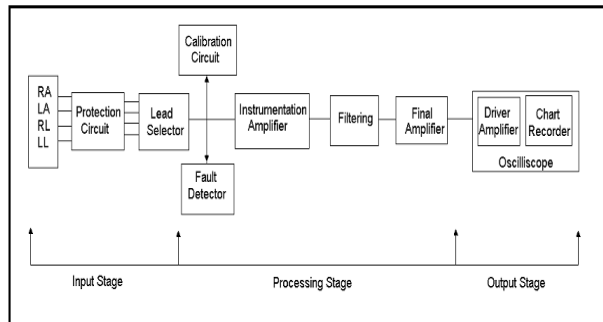 Calibration
Circuit
RA
LA
RL
LL
Protection
Circuit
Lead
Selector
Instrumentation
Amplifier
Filtering
Final
Amplifier
Driver
Amplifier
Chart
Recorder
Oscilliscope
Fault
Detector
Input Stage
Processing Stage
Output Stage